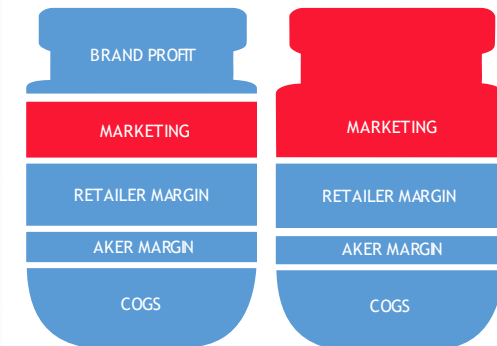 BRAND PROFIT
MARKETING
RETAILER MARGIN
AKER MARGIN
COGS
MARKETING
RETAILER MARGIN
AKER MARGIN
COGS